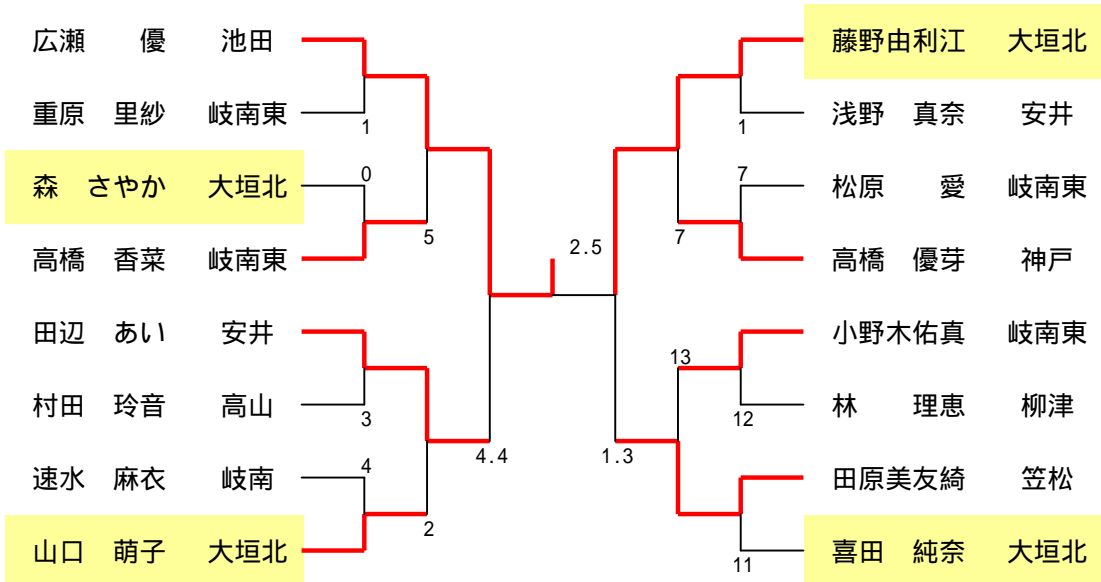 広瀬　優　池田
1
重原　里紗　岐南東
0
森　さやか　大垣北
5
高橋　香菜　岐南東
田辺　あい　安井
3
村田　玲音　高山
4.4
4
速水　麻衣　岐南
2
山口　萌子　大垣北
2.5
藤野由利江　大垣北
1
浅野　真奈　安井
7
松原　愛　岐南東
7
高橋　優芽　神戸
小野木佑真　岐南東
13
12
林　理恵　柳津
1.3
田原美友綺　笠松
11
喜田　純奈　大垣北